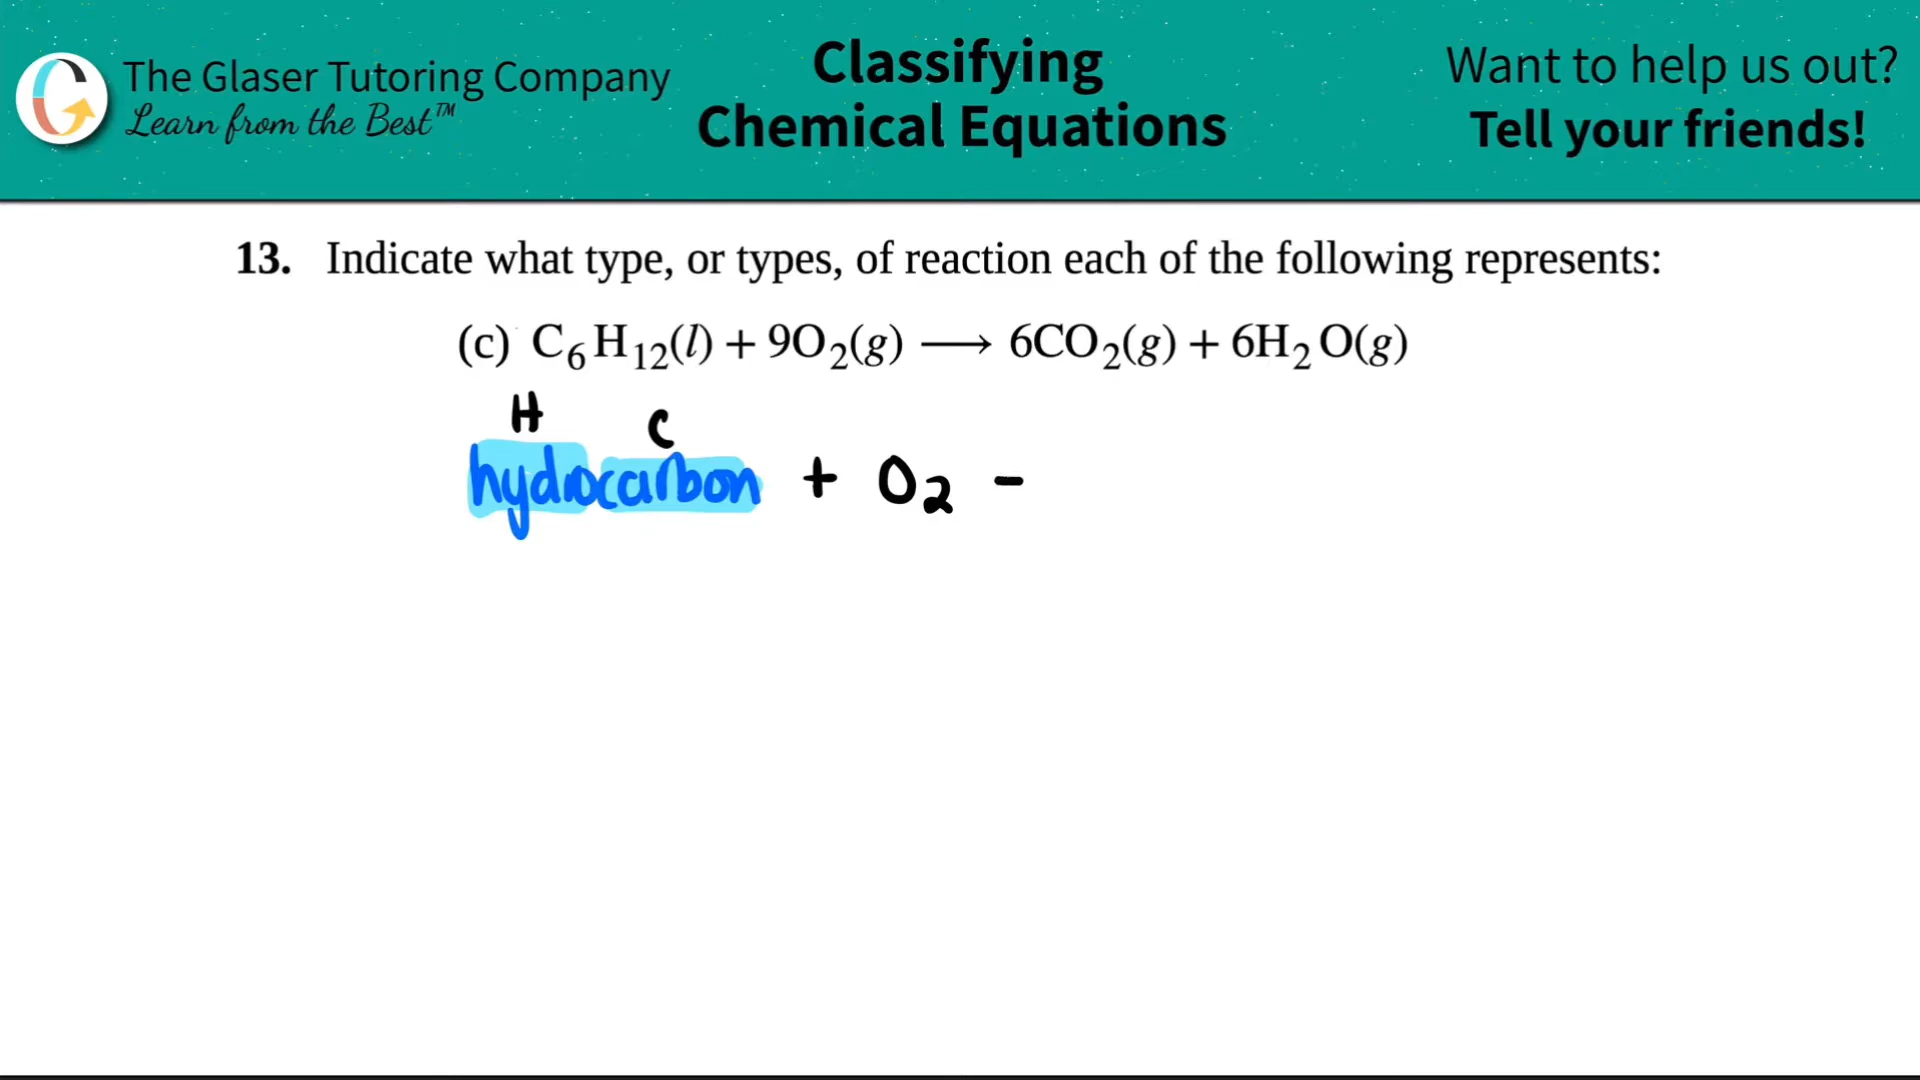 The Glaser Tutoring Company
Learn from the Best™
Classifying
Chemical Equations
Want to help us out?
Tell your friends!
13. Indicate what type, or types, of reaction each of the following represents:
(c) C₆H₁₂(l) + 9O₂(g) ⟶ 6CO₂(g) + 6H₂O(g)
H C
hydrocarbon + O₂ -